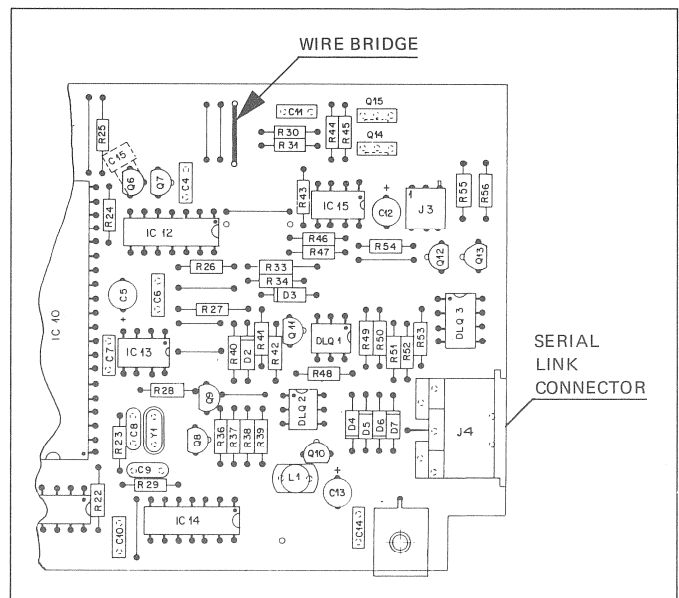 WIRE BRIDGE
C11
Q15
R25
R30
R44
R45
R31
Q14
C15
Q6
Q7
C4
R43
R55
R56
R24
IC 15
C12
J3
1
IC 12
R46
R47
R54
Q12
Q13
R26
R33
R34
C5
C6
D3
R27
IC 10
Q11
DLQ 1
DLQ 3
R41
R49
R50
R53
C7
IC 13
R40
D2
R42
R51
R52
SERIAL
LINK
CONNECTOR
R48
R28
Q9
DLQ 2
R23
C8
Y1
Q8
R36
R37
R38
R39
D4
D5
D6
D7
J4
Q10
C9
R29
L1
C13
R22
IC 14
C10
C14